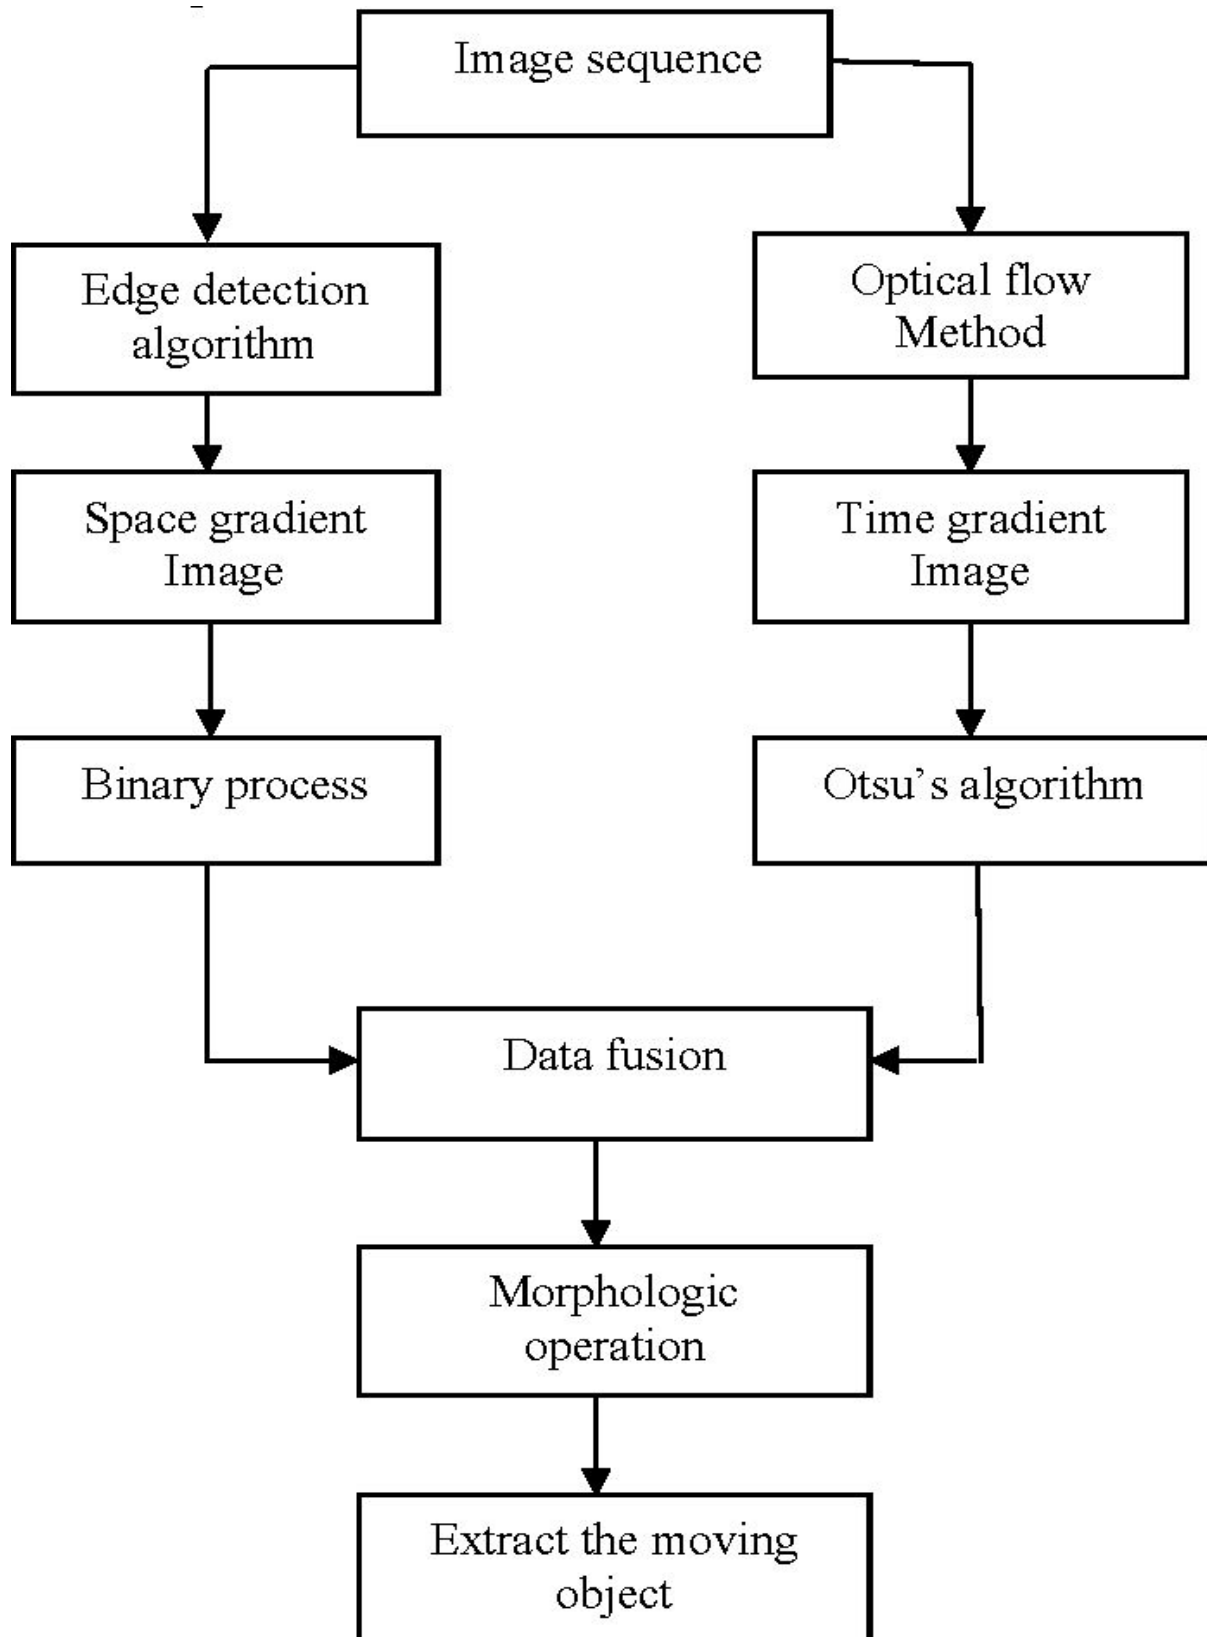 Image sequence
Edge detection
algorithm
Optical flow
Method
Space gradient
Image
Time gradient
Image
Binary process
Otsu's algorithm
Data fusion
Morphologic
operation
Extract the moving
object